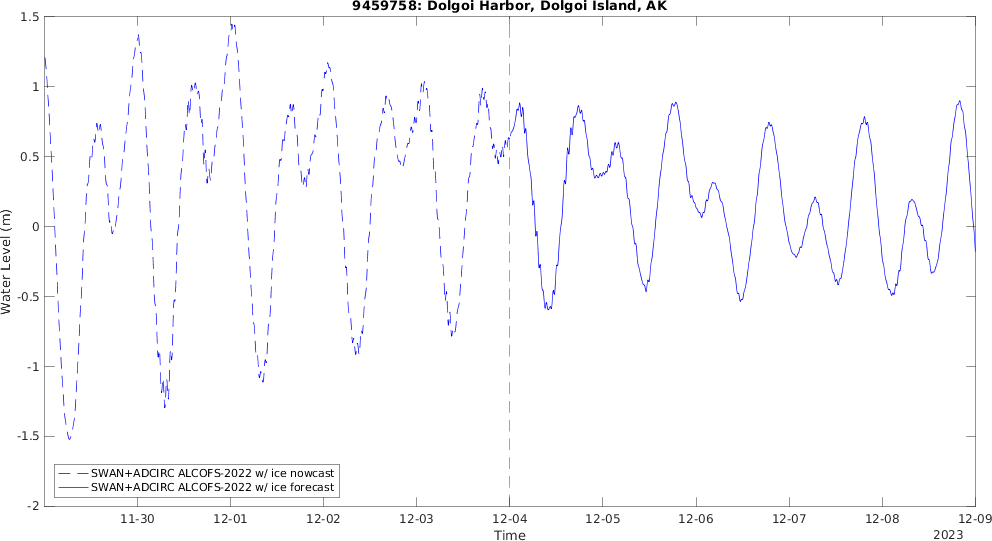 9459758: Dolgoi Harbor, Dolgoi Island, AK
1.5
1
0.5
0
-0.5
-1
-1.5
-2
Water Level (m)
SWAN+ADCIRC ALCOFS-2022 w/ ice nowcast
SWAN+ADCIRC ALCOFS-2022 w/ ice forecast
11-30 12-01 12-02 12-03 12-04 12-05 12-06 12-07 12-08 12-09
Time
2023